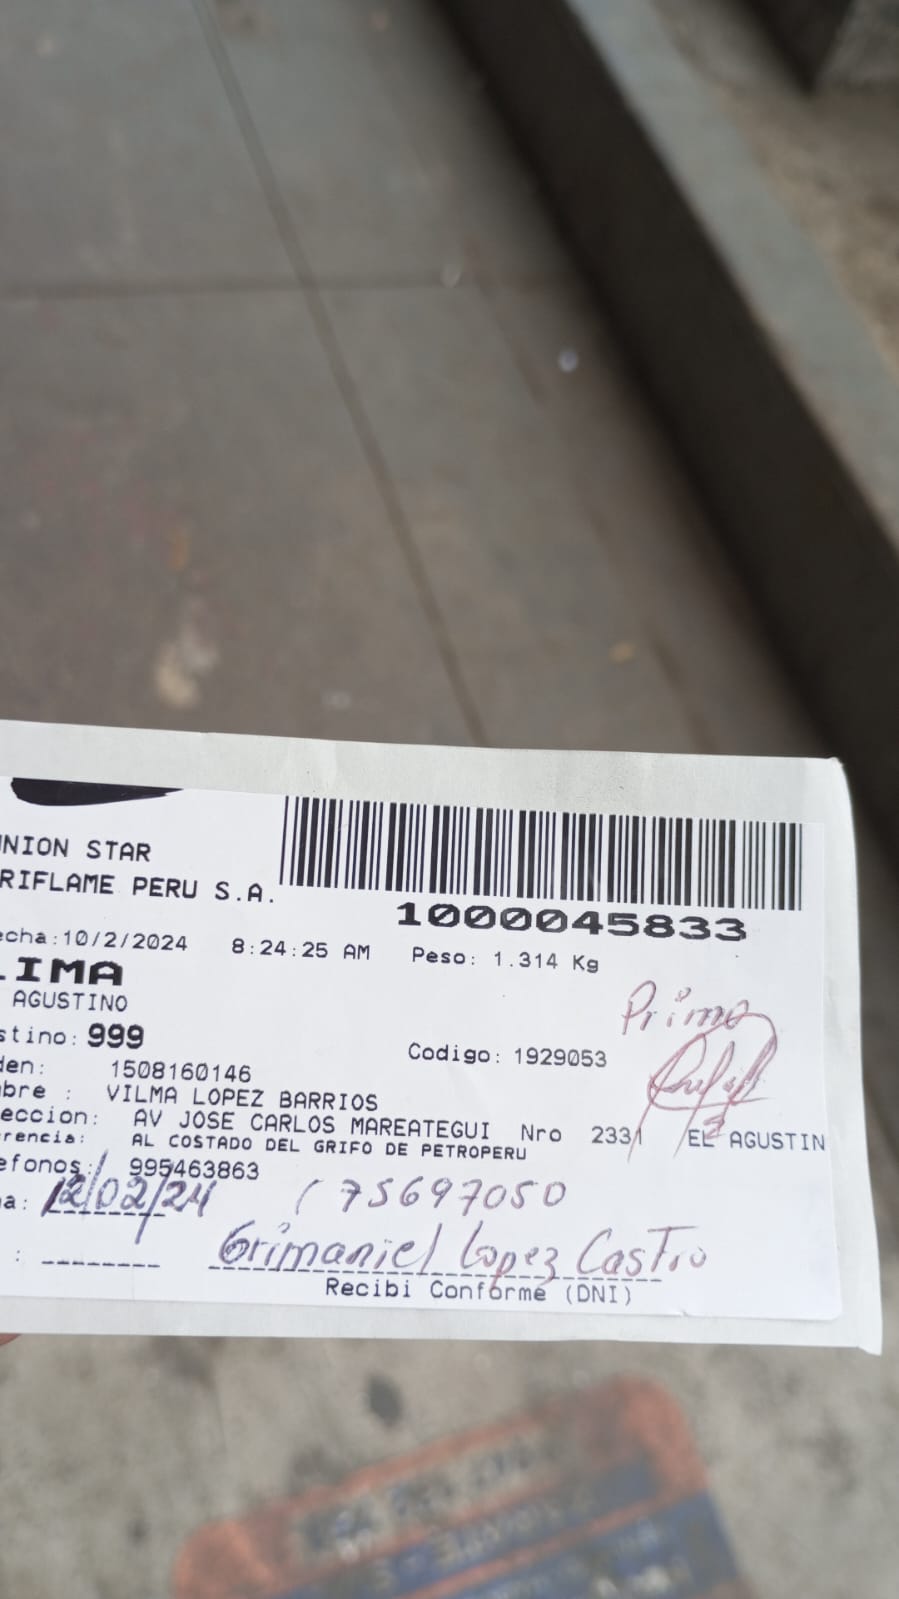 NION STAR
RIFLAME PERU S.A.
1000045833
echa:10/2/2024 8:24:25 AM Peso: 1.314 Kg
LIMA
AGUSTINO
Primo
stino: 999
Codigo: 1929053
den: 1508160146
bre : VILMA LOPEZ BARRIOS
eccion: AV JOSE CARLOS MAREATEGUI Nro 2331 EL AGUSTIN
erencia: AL COSTADO DEL GRIFO DE PETROPERU
efonos: 995463863
a: 12/02/24 75697050
: Grimaniel Lopez Castro
Recibi Conforme (DNI)